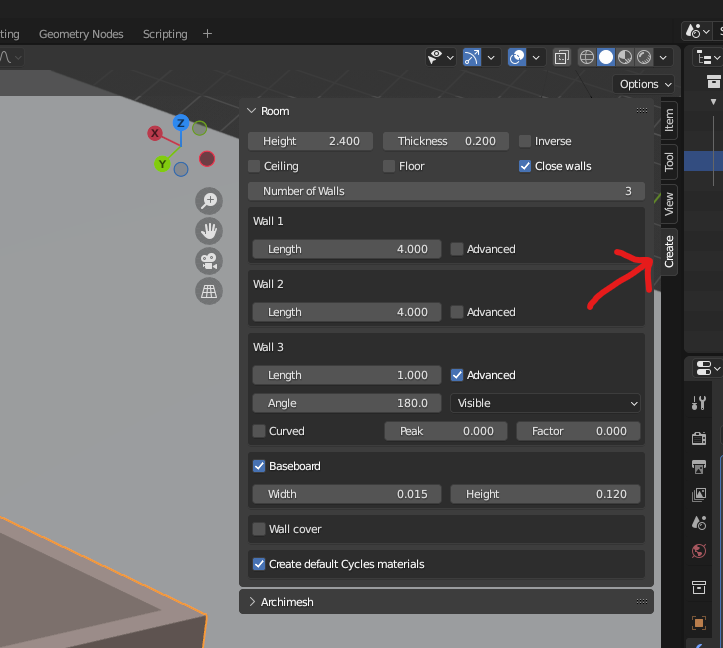 ting Geometry Nodes Scripting +
Options
Room
Height 2.400 Thickness 0.200 Inverse
Ceiling Floor Close walls
Number of Walls 3
Wall 1
Length 4.000 Advanced
Wall 2
Length 4.000 Advanced
Wall 3
Length 1.000 Advanced
Angle 180.0 Visible
Curved Peak 0.000 Factor 0.000
Baseboard
Width 0.015 Height 0.120
Wall cover
Create default Cycles materials
Archimesh
Item
Tool
View
Create
Z
X
Y